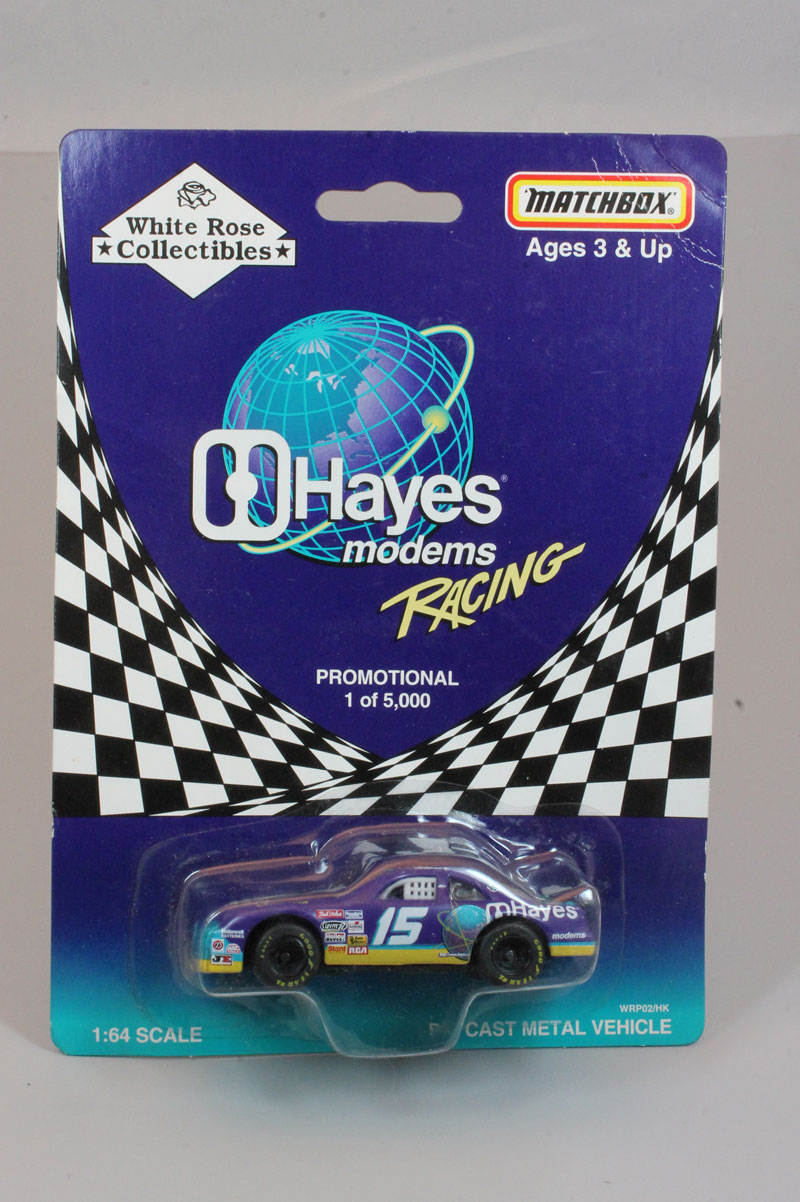 White Rose
★Collectibles★
MATCHBOX®
Ages 3 & Up
Hayes®
modems
RACING
PROMOTIONAL
1 of 5,000
15
Hayes
modems
RCA
GOODYEAR
WRP02/HK
1:64 SCALE
CAST METAL VEHICLE